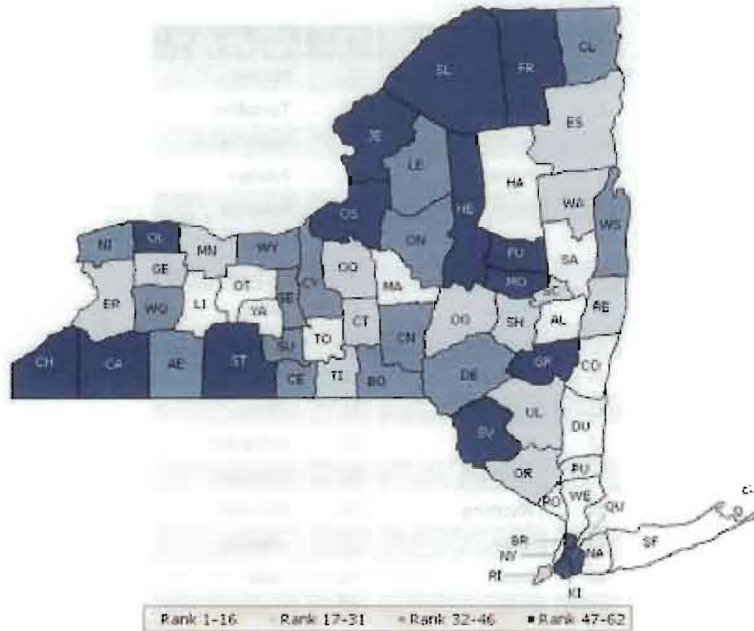 CL
SL FR
ES
JE
LE
HA
HE
OS
WA
WS
ON
NI OL MN WY
FU
SA
GE OQ
MO
CY
MA
SC
ER WO LI OT SE
YA
OG SH AL RE
CT
TO CN
SU
CH CA AE ST
GR
CO
CE TI BO DE
UL
DU
SV
OR PU
RO WE
QU
BR
NY
NA SF
RI
KI
Rank 1-16 Rank 17-31 Rank 32-46 Rank 47-62